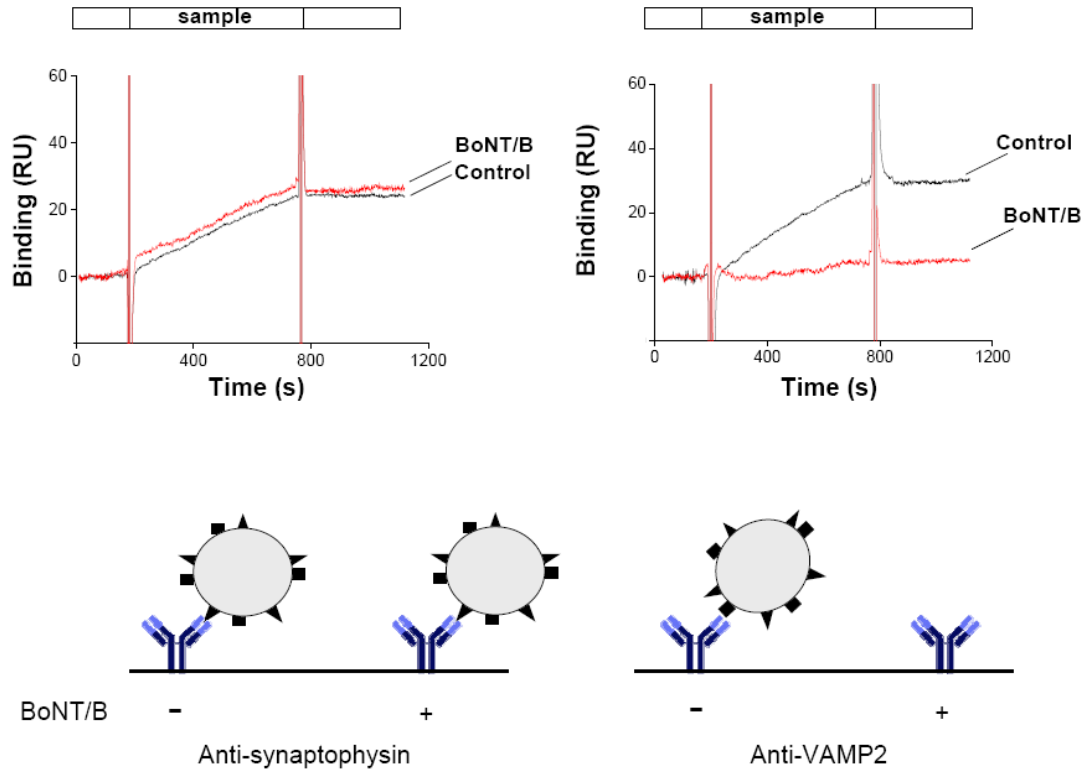 sample
sample
60
40
20
0
Binding (RU)
BoNT/B
Control
0 400 800 1200
Time (s)
60
40
20
0
Binding (RU)
Control
BoNT/B
0 400 800 1200
Time (s)
BoNT/B - + - +
Anti-synaptophysin Anti-VAMP2